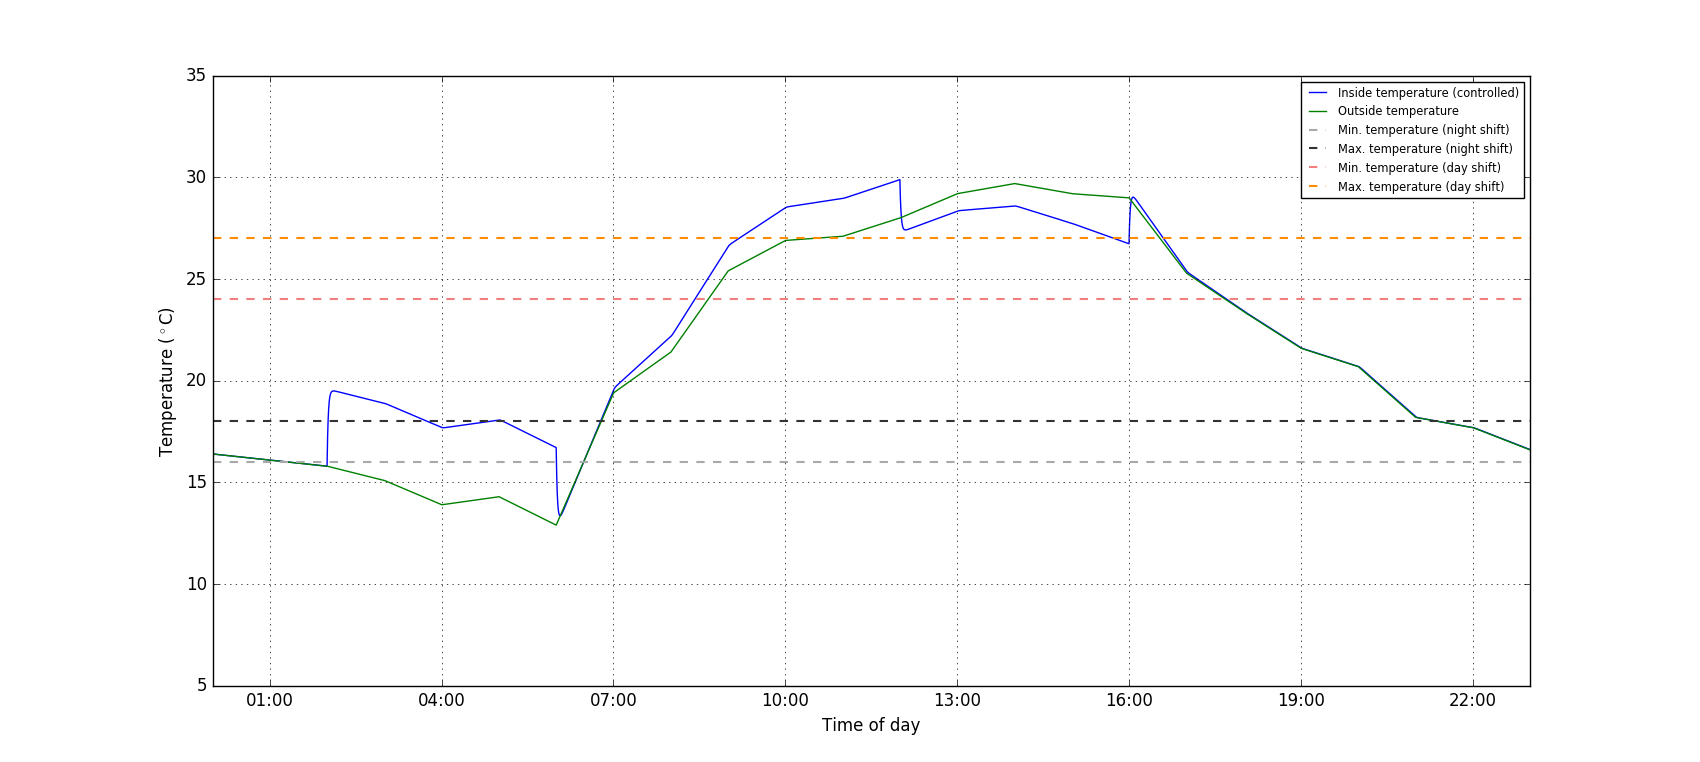 35
30
25
20
15
10
5
Temperature (°C)
01:00 04:00 07:00 10:00 13:00 16:00 19:00 22:00
Time of day
Inside temperature (controlled)
Outside temperature
Min. temperature (night shift)
Max. temperature (night shift)
Min. temperature (day shift)
Max. temperature (day shift)